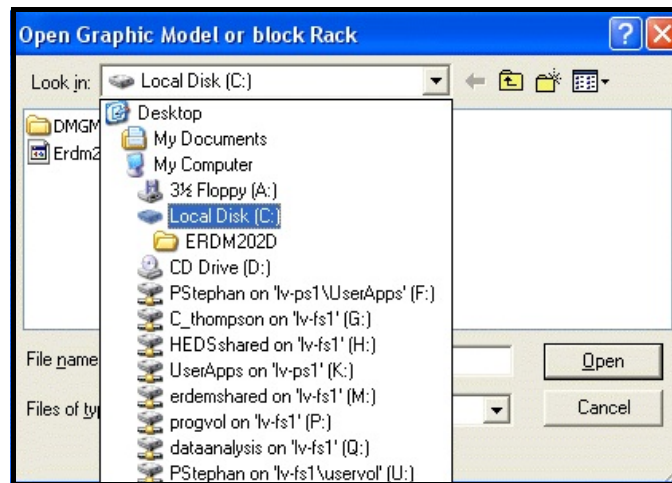 Open Graphic Model or block Rack
Look in: Local Disk (C:)
Desktop
My Documents
My Computer
3½ Floppy (A:)
Local Disk (C:)
ERDM202D
CD Drive (D:)
PStephan on 'lv-ps1\UserApps' (F:)
C_thompson on 'lv-fs1' (G:)
HEDSshared on 'lv-fs1' (H:)
UserApps on 'lv-ps1' (K:)
erdemshared on 'lv-fs1' (M:)
progvol on 'lv-fs1' (P:)
dataanalysis on 'lv-fs1' (Q:)
PStephan on 'lv-fs1\uservol' (U:)
DMGM
Erdm2
File name
Open
Files of ty
Cancel